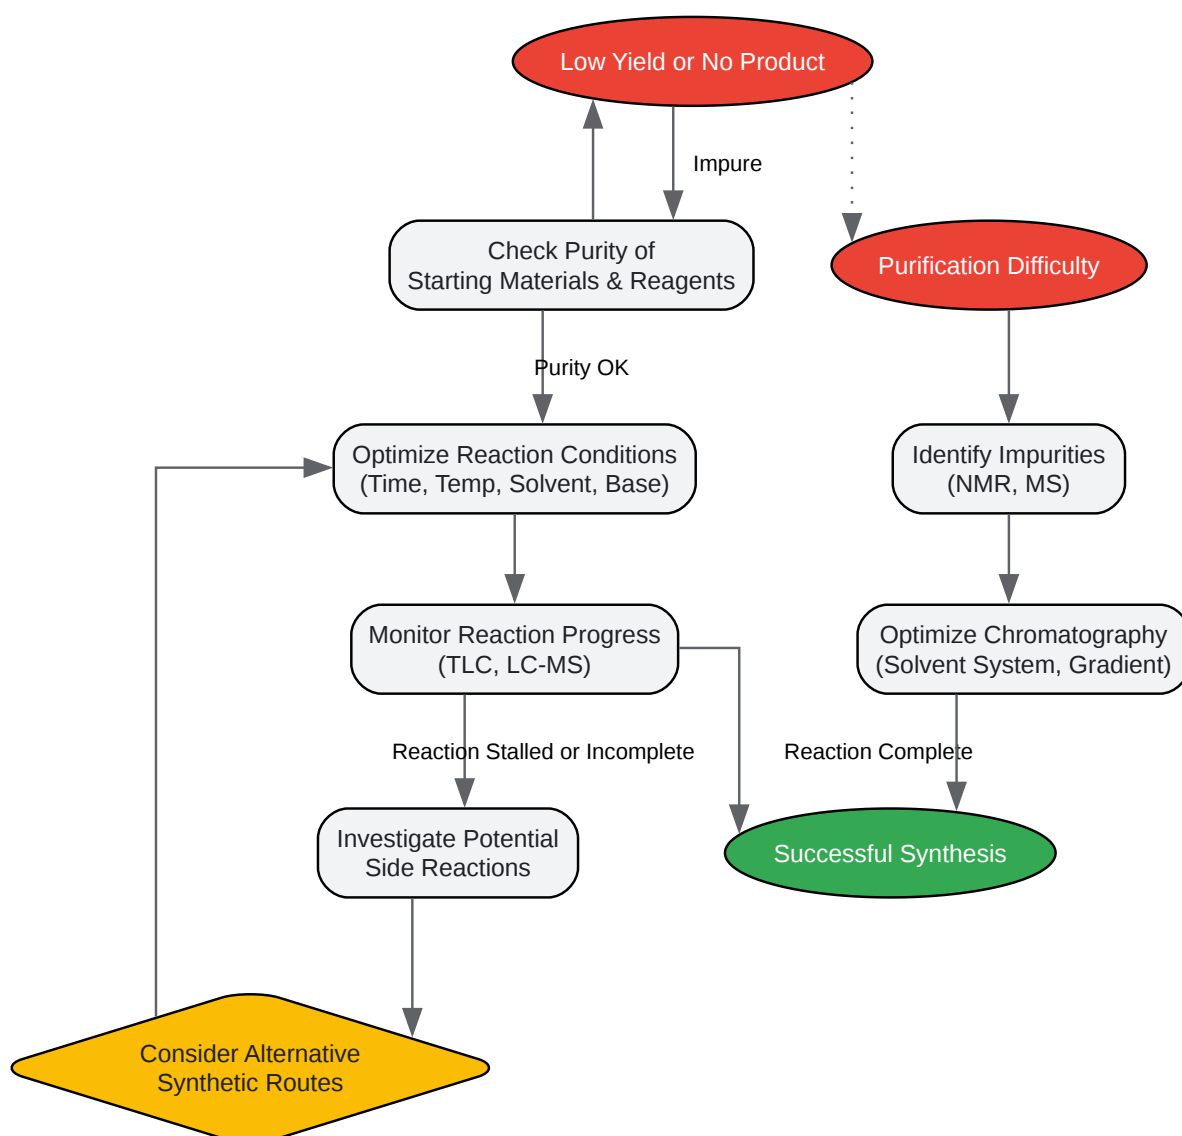 Low Yield or No Product
Impure
Check Purity of
Starting Materials & Reagents
Purification Difficulty
Purity OK
Optimize Reaction Conditions
(Time, Temp, Solvent, Base)
Identify Impurities
(NMR, MS)
Monitor Reaction Progress
(TLC, LC-MS)
Optimize Chromatography
(Solvent System, Gradient)
Reaction Stalled or Incomplete
Reaction Complete
Investigate Potential
Side Reactions
Successful Synthesis
Consider Alternative
Synthetic Routes